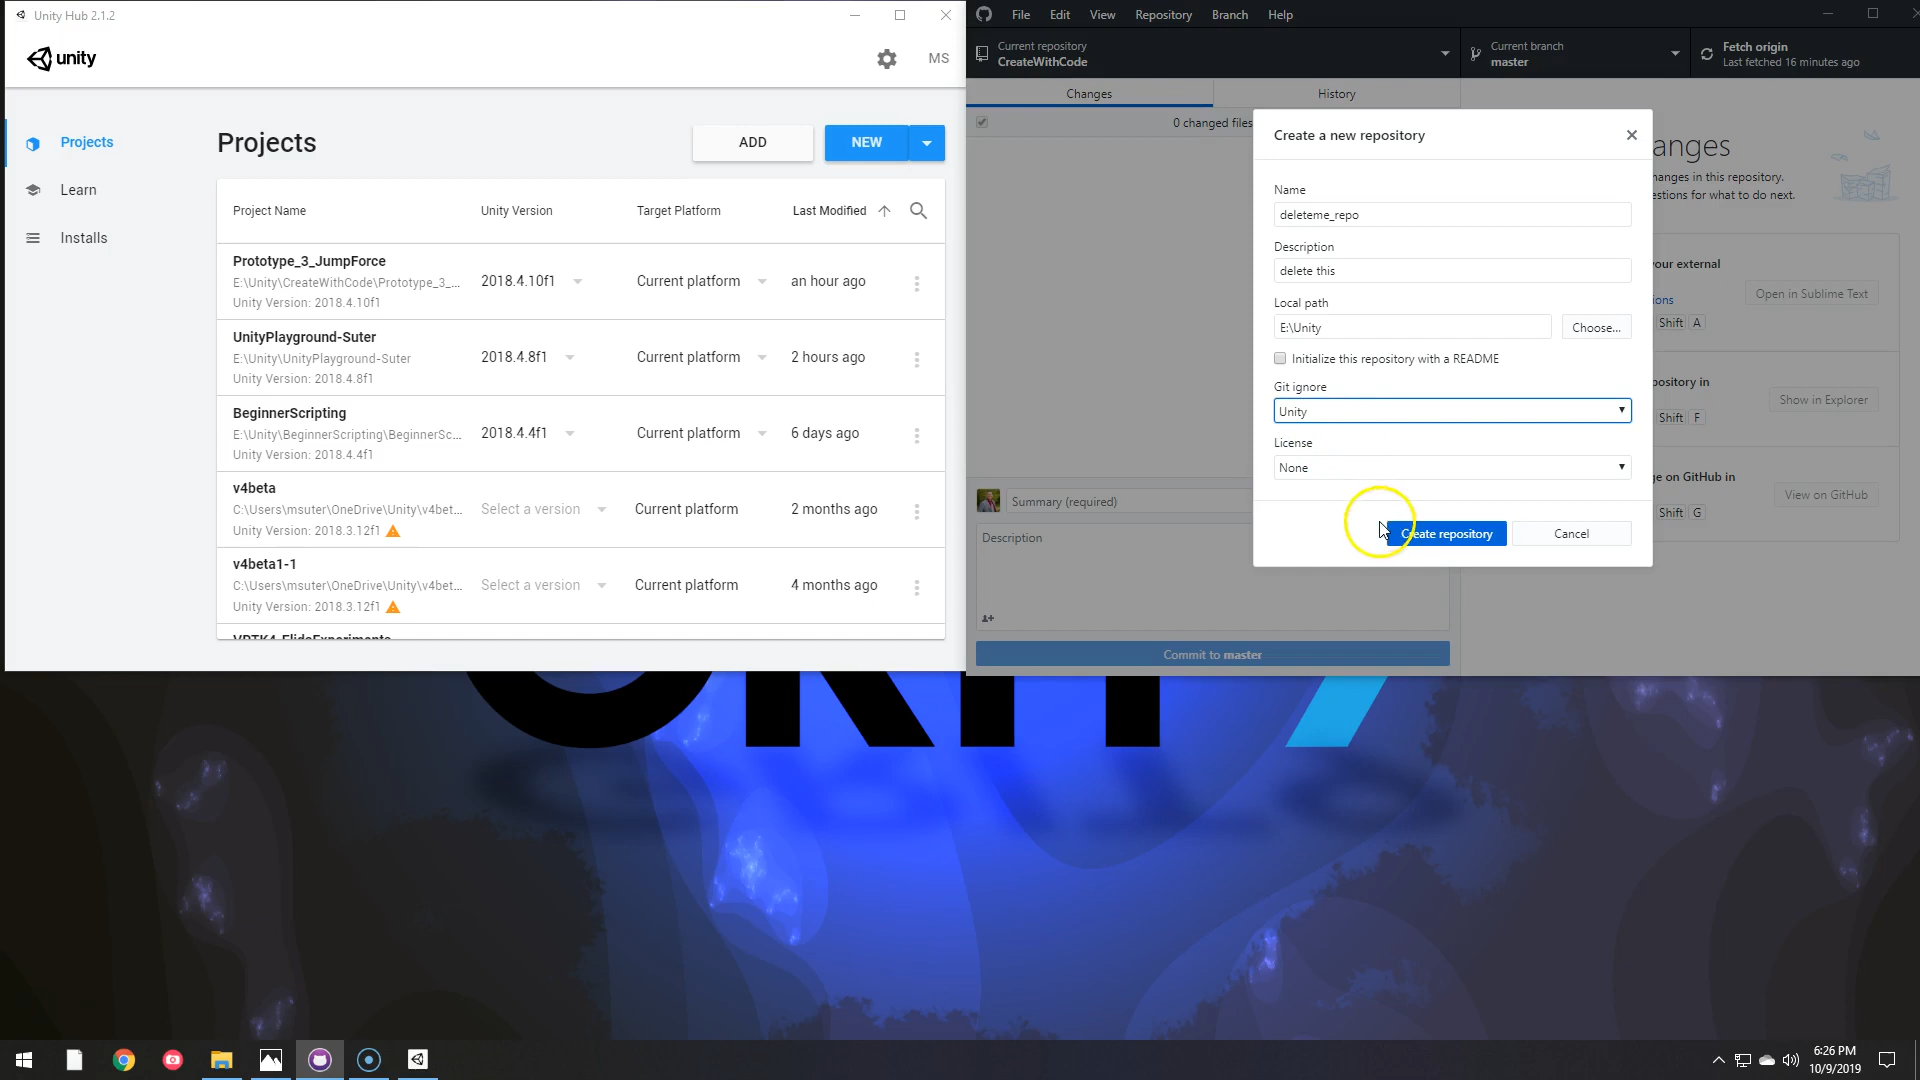 Unity Hub 2.1.2
unity
MS
Projects
Learn
Installs
Projects
ADD
NEW
Project Name
Unity Version
Target Platform
Last Modified
Prototype_3_JumpForce
E:\Unity\CreateWithCode\Prototype_3_...
Unity Version: 2018.4.10f1
2018.4.10f1
Current platform
an hour ago
UnityPlayground-Suter
E:\Unity\UnityPlayground-Suter
Unity Version: 2018.4.8f1
2018.4.8f1
Current platform
2 hours ago
BeginnerScripting
E:\Unity\BeginnerScripting\BeginnerSc...
Unity Version: 2018.4.4f1
2018.4.4f1
Current platform
6 days ago
v4beta
C:\Users\msuter\OneDrive\Unity\v4bet...
Unity Version: 2018.3.12f1
Select a version
Current platform
2 months ago
v4beta1-1
C:\Users\msuter\OneDrive\Unity\v4bet...
Unity Version: 2018.3.12f1
Select a version
Current platform
4 months ago
File Edit View Repository Branch Help
Current repository
CreateWithCode
Current branch
master
Fetch origin
Last fetched 16 minutes ago
Changes
History
0 changed files
Create a new repository
Name
deleteme_repo
Description
delete this
Local path
E:\Unity
Choose...
Initialize this repository with a README
Git ignore
Unity
License
None
Create repository
Cancel
anges
hanges in this repository.
estions for what to do next.
our external
ions
Open in Sublime Text
Shift A
pository in
Show in Explorer
Shift F
e on GitHub in
View on GitHub
Shift G
Summary (required)
Description
Commit to master
6:26 PM
10/9/2019